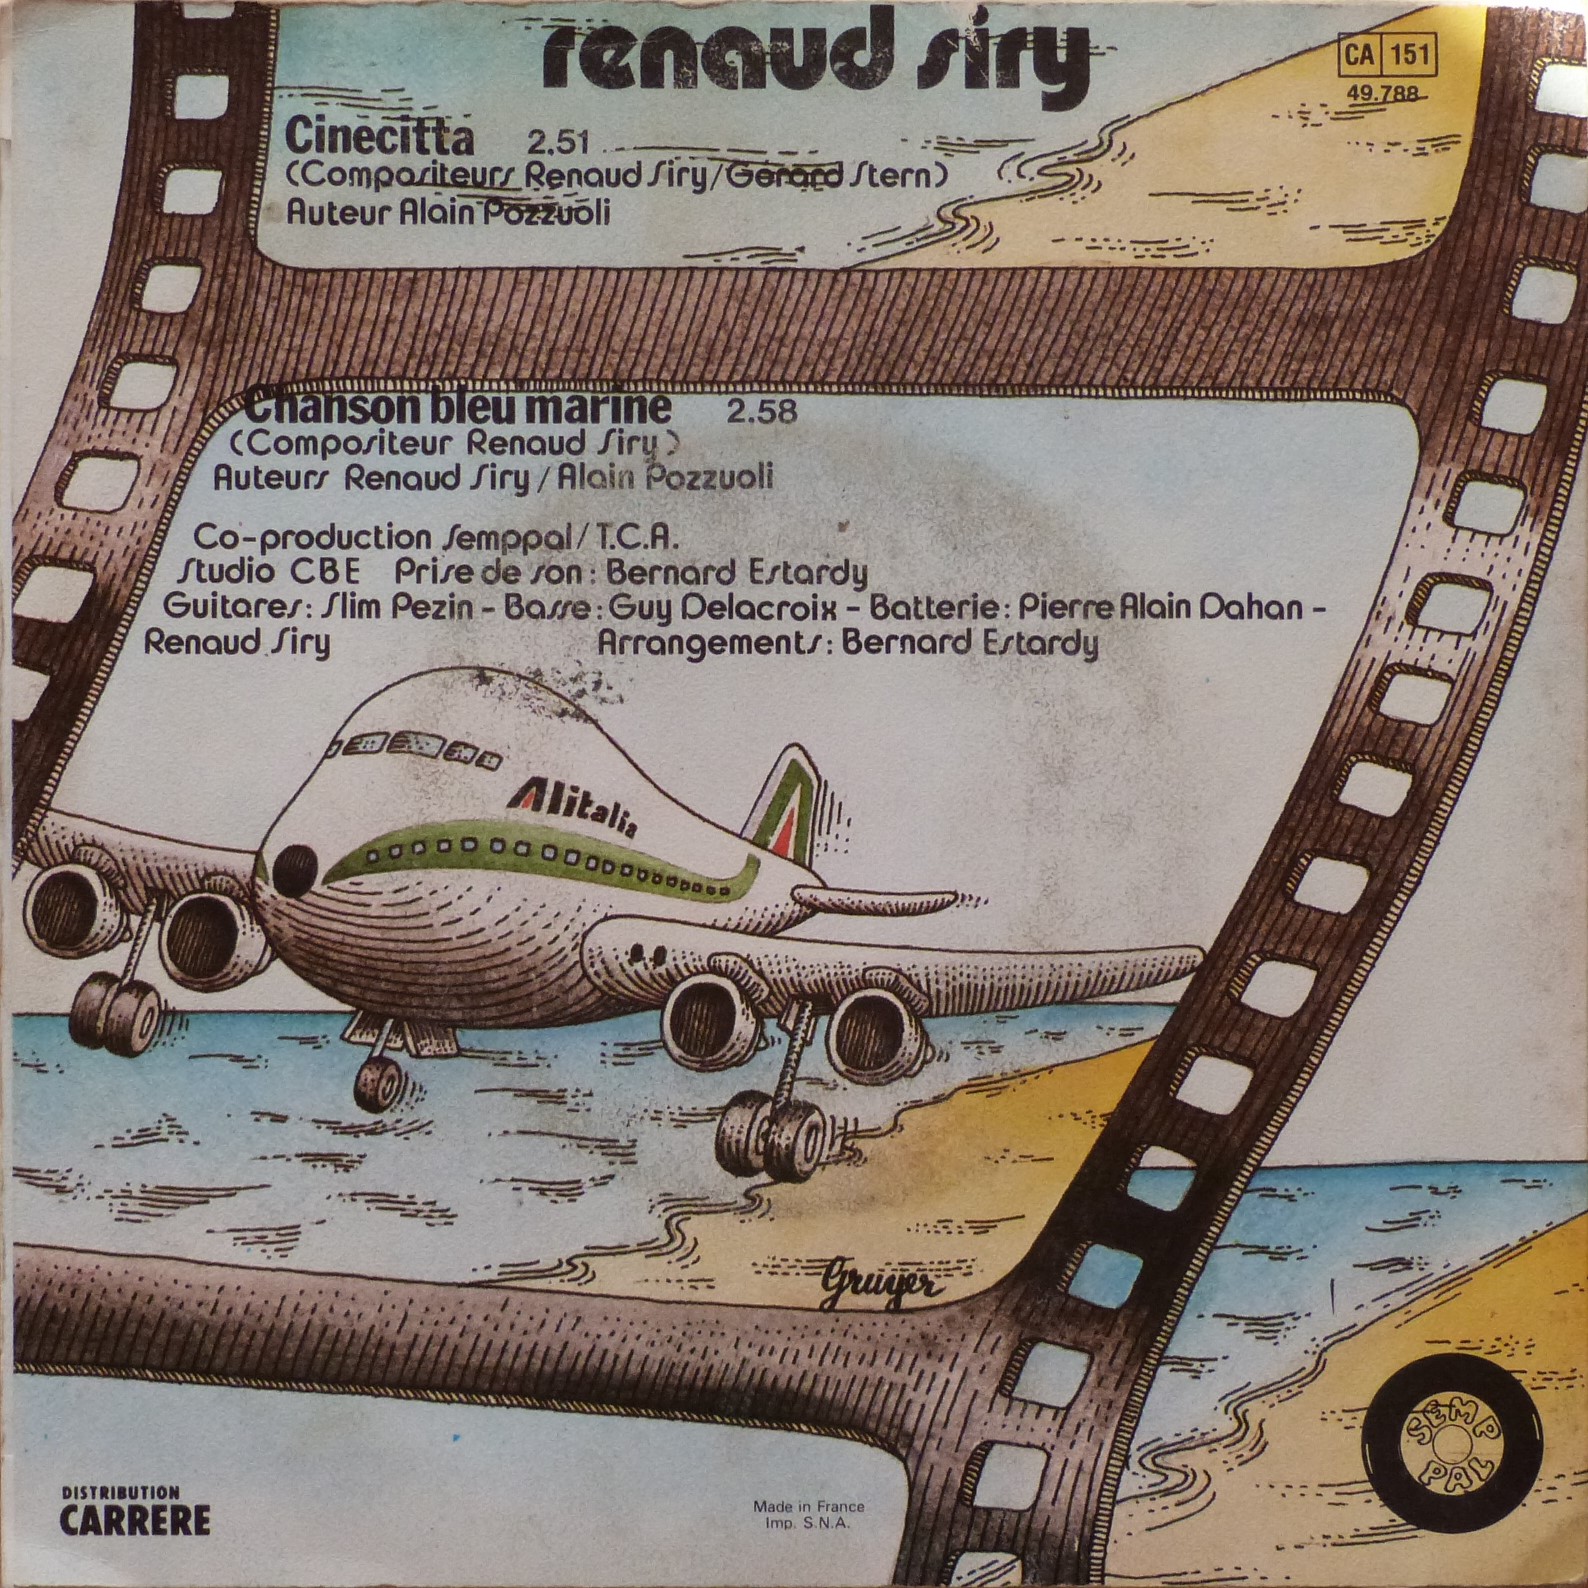 renaud siry
CA 151
49.788
Cinecitta 2.51
(Compositeurs Renaud Siry/Gérard Stern)
Auteur Alain Pozzuoli
Chanson bleu marine 2.58
(Compositeur Renaud Siry)
Auteurs Renaud Siry / Alain Pozzuoli
Co-production Semppal / T.C.A.
Studio CBE Prise de son : Bernard Estardy
Guitares : Slim Pezin - Basse : Guy Delacroix - Batterie : Pierre Alain Dahan -
Renaud Siry Arrangements : Bernard Estardy
Alitalia
Gruyer
SEMP
PAL
DISTRIBUTION
CARRERE
Made in France
Imp. S.N.A.